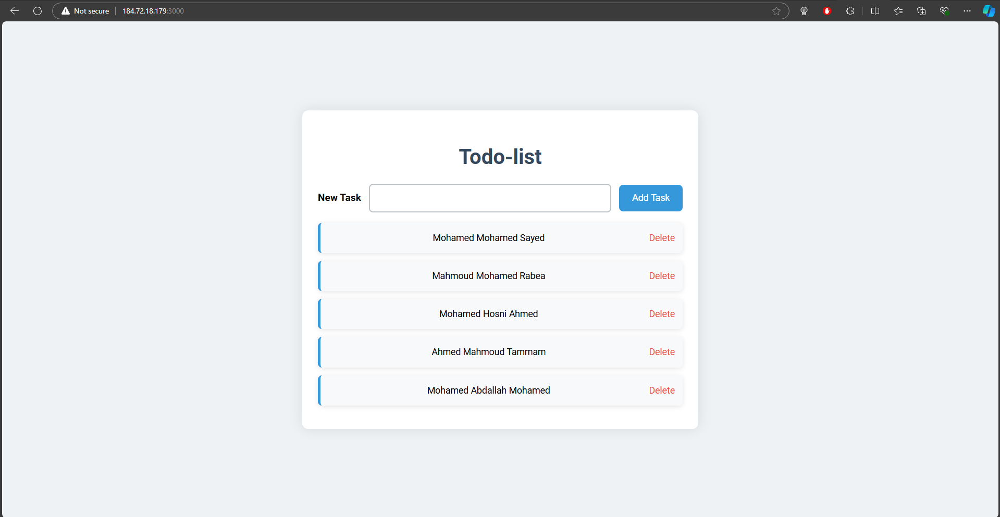 Not secure 184.72.18.179:3000
Todo-list
New Task Add Task
Mohamed Mohamed Sayed Delete
Mahmoud Mohamed Rabea Delete
Mohamed Hosni Ahmed Delete
Ahmed Mahmoud Tammam Delete
Mohamed Abdallah Mohamed Delete